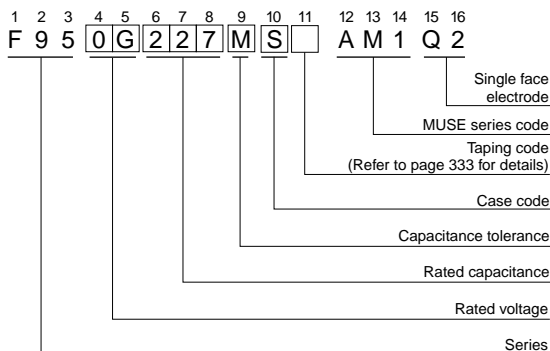 1 2 3 4 5 6 7 8 9 10 11 12 13 14 15 16
F 9 5 0 G 2 2 7 M S A M 1 Q 2
Single face
electrode
MUSE series code
Taping code
(Refer to page 333 for details)
Case code
Capacitance tolerance
Rated capacitance
Rated voltage
Series